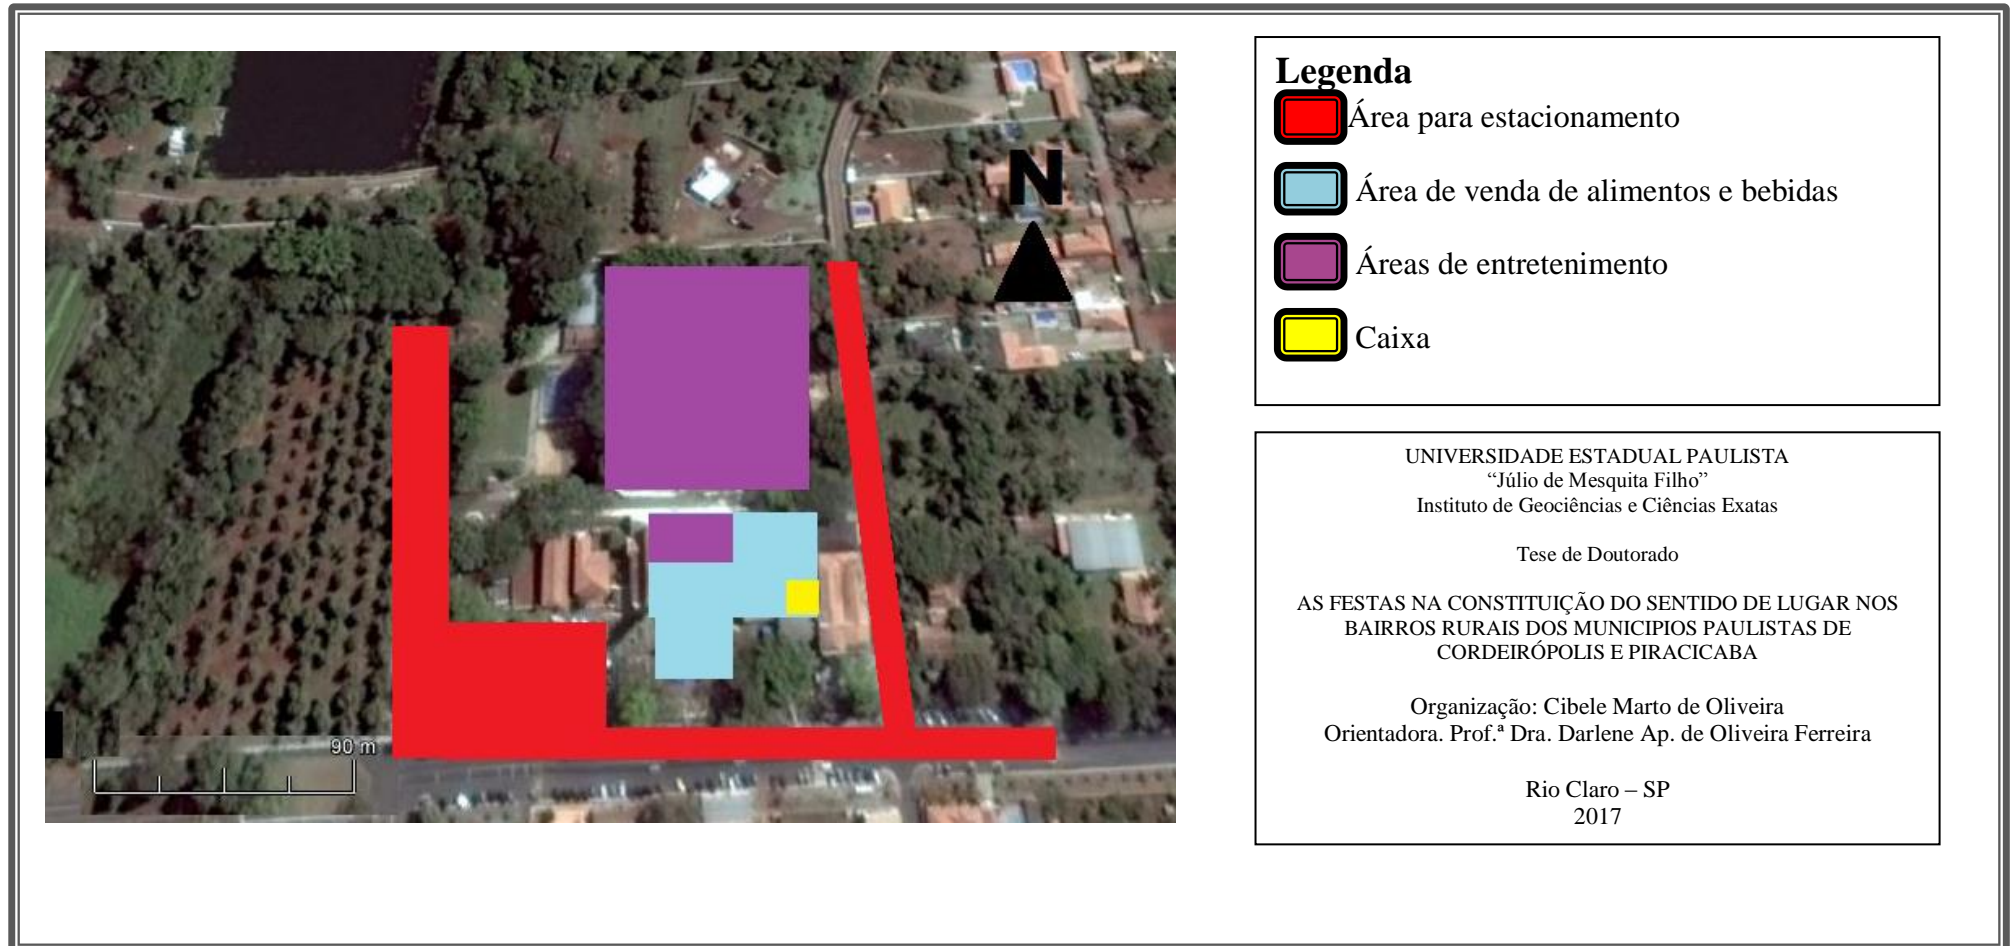 N
90 m
Legenda
Área para estacionamento
Área de venda de alimentos e bebidas
Áreas de entretenimento
Caixa
UNIVERSIDADE ESTADUAL PAULISTA
“Júlio de Mesquita Filho”
Instituto de Geociências e Ciências Exatas
Tese de Doutorado
AS FESTAS NA CONSTITUIÇÃO DO SENTIDO DE LUGAR NOS
BAIRROS RURAIS DOS MUNICIPIOS PAULISTAS DE
CORDEIRÓPOLIS E PIRACICABA
Organização: Cibele Marto de Oliveira
Orientadora. Prof.ª Dra. Darlene Ap. de Oliveira Ferreira
Rio Claro – SP
2017